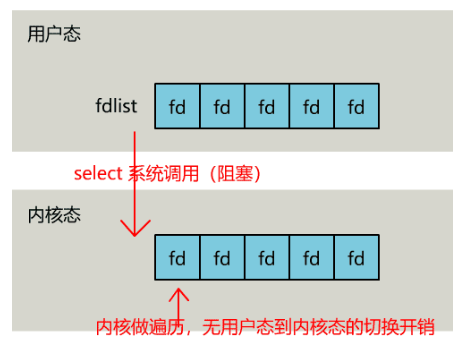 用户态
fdlist fd fd fd fd fd
select 系统调用（阻塞）
内核态
fd fd fd fd fd
内核做遍历，无用户态到内核态的切换开销